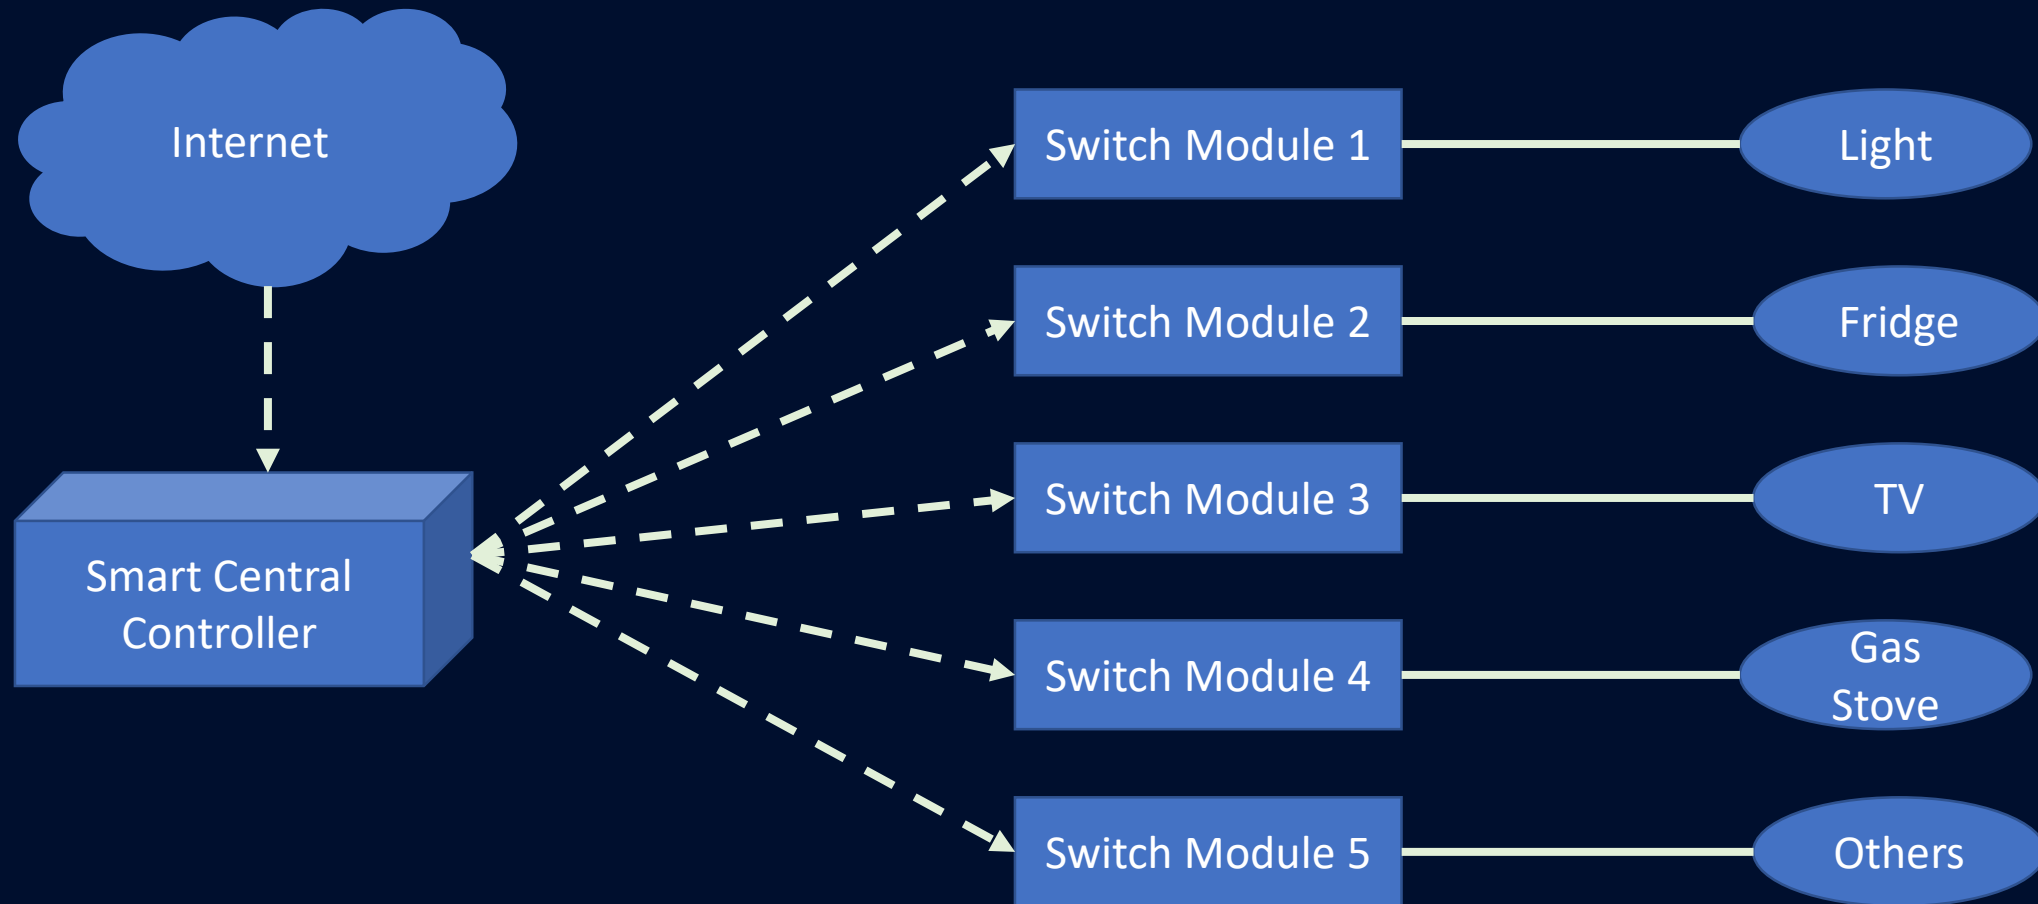 Internet
Switch Module 1
Light
Switch Module 2
Fridge
Switch Module 3
TV
Smart Central
Controller
Switch Module 4
Gas
Stove
Switch Module 5
Others